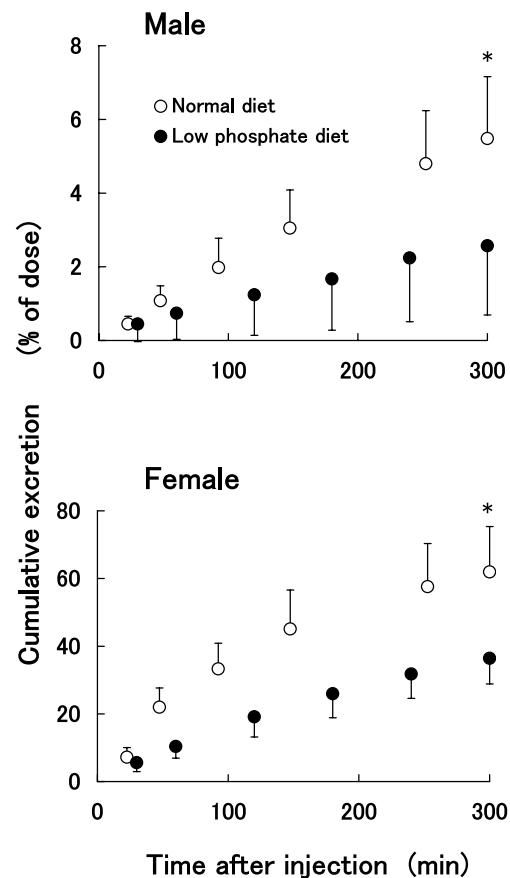 Male
8
*
○ Normal diet
6
● Low phosphate diet
4
2
0
0 100 200 300
Female
80
*
60
40
20
0
0 100 200 300
Cumulative excretion (% of dose)
Time after injection (min)